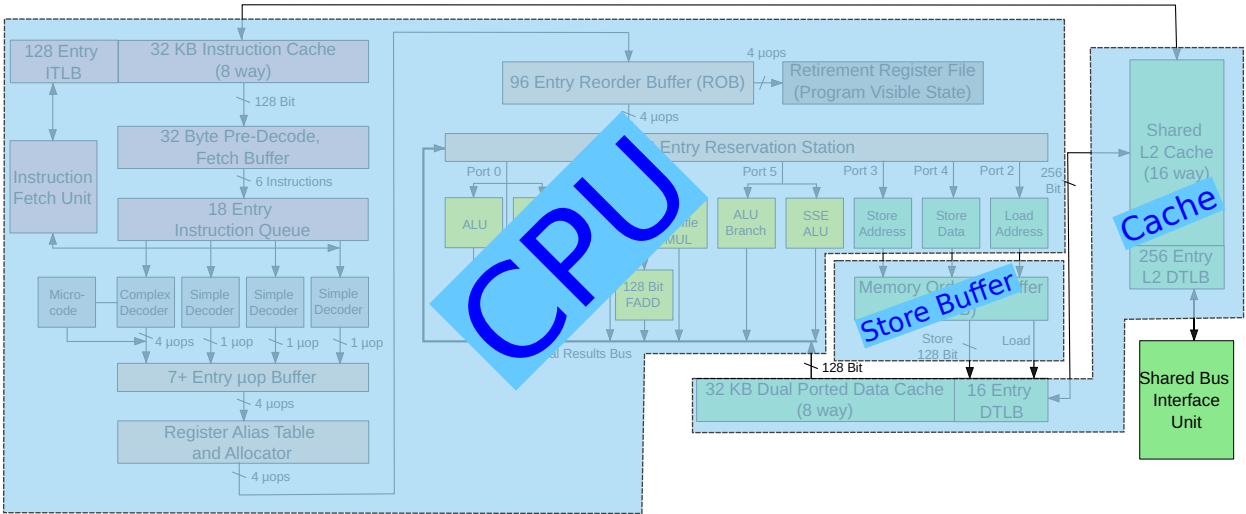 128 Entry
ITLB
32 KB Instruction Cache
(8 way)
128 Bit
32 Byte Pre-Decode,
Fetch Buffer
Instruction
Fetch Unit
6 Instructions
18 Entry
Instruction Queue
Micro-
code
Complex
Decoder
Simple
Decoder
Simple
Decoder
Simple
Decoder
4 µops
1 µop
1 µop
1 µop
7+ Entry µop Buffer
4 µops
Register Alias Table
and Allocator
4 µops
96 Entry Reorder Buffer (ROB)
4 µops
Retirement Register File
(Program Visible State)
4 µops
Entry Reservation Station
Port 0
Port 5
Port 3
Port 4
Port 2
ALU
ALU
Branch
SSE
ALU
Store
Address
Store
Data
Load
Address
MUL
128 Bit
FADD
CPU
Results Bus
Memory
Store Buffer
Store
128 Bit
Load
128 Bit
32 KB Dual Ported Data Cache
(8 way)
16 Entry
DTLB
256
Bit
Shared
L2 Cache
(16 way)
Cache
256 Entry
L2 DTLB
Shared Bus
Interface
Unit